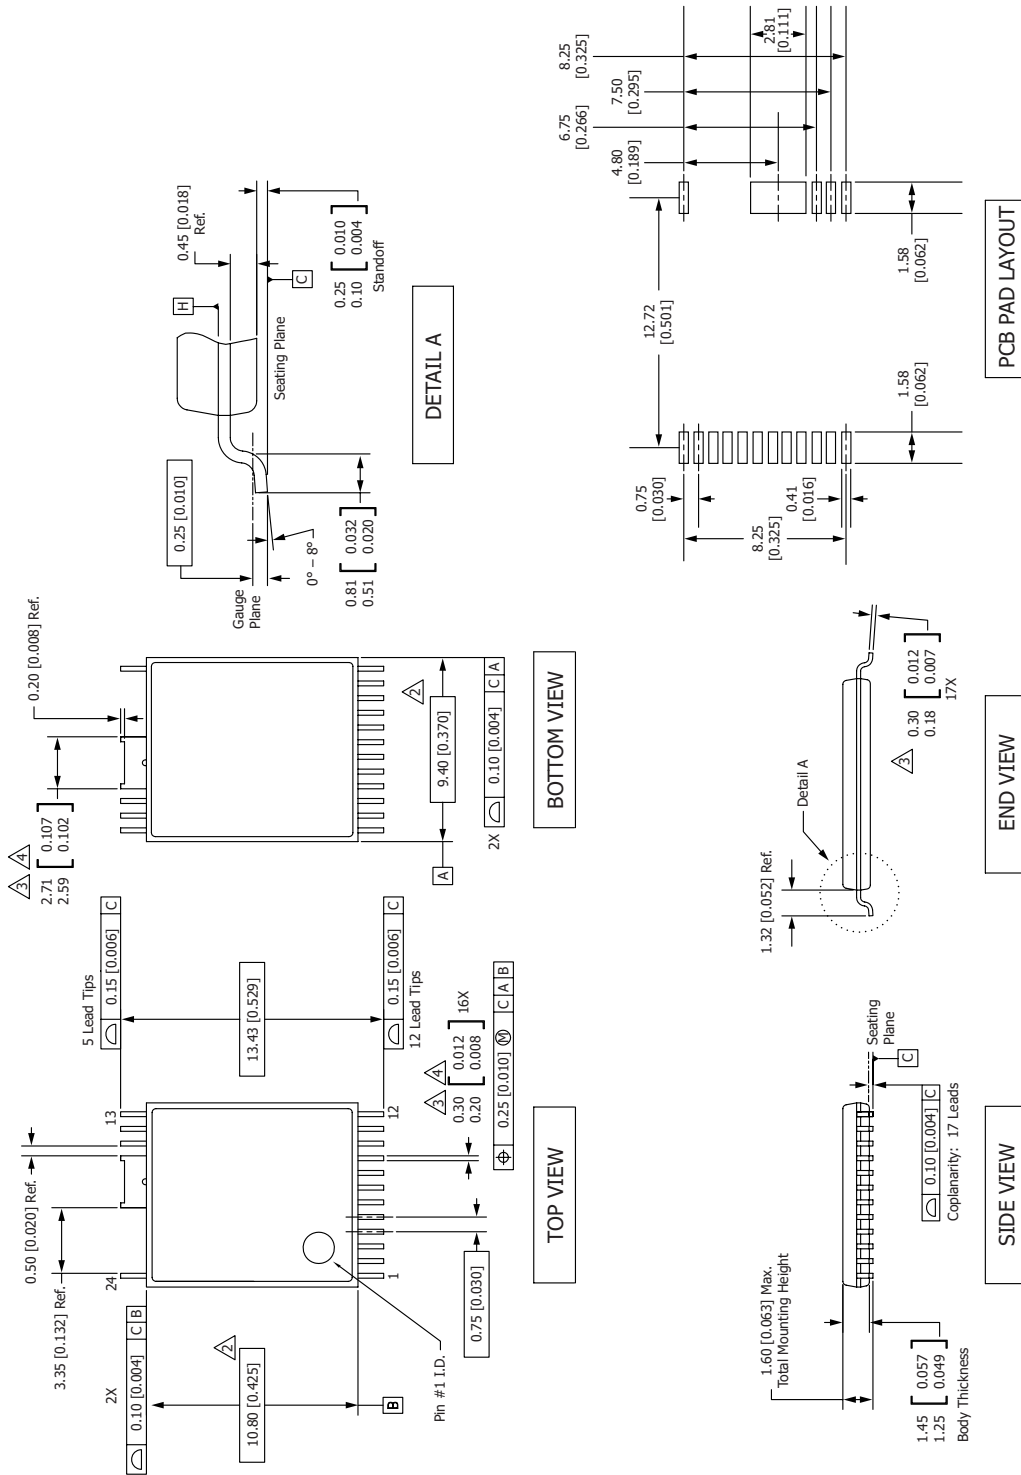 2X
0.10 [0.004] C B
3.35 [0.132] Ref.
0.50 [0.020] Ref.
24
13
1
12
10.80 [0.425]
2
B
Pin #1 I.D.
0.75 [0.030]
5 Lead Tips
0.15 [0.006] C
13.43 [0.529]
0.15 [0.006] C
12 Lead Tips
3 4
0.30 [0.012]
0.20 [0.008]
16X
0.25 [0.010] M C A B
TOP VIEW
3 4
2.71 [0.107]
2.59 [0.102]
0.20 [0.008] Ref.
A
9.40 [0.370]
2
2X
0.10 [0.004] C A
BOTTOM VIEW
Gauge
Plane
0.25 [0.010]
0° – 8°
0.81 [0.032]
0.51 [0.020]
H
0.45 [0.018]
Ref.
Seating Plane
C
0.25 [0.010]
0.10 [0.004]
Standoff
DETAIL A
1.60 [0.063] Max.
Total Mounting Height
1.45 [0.057]
1.25 [0.049]
Body Thickness
Seating
Plane
C
0.10 [0.004] C
Coplanarity: 17 Leads
SIDE VIEW
1.32 [0.052] Ref.
Detail A
3
0.30 [0.012]
0.18 [0.007]
17X
END VIEW
0.75
[0.030]
8.25
[0.325]
0.41
[0.016]
1.58
[0.062]
12.72
[0.501]
4.80
[0.189]
6.75
[0.266]
7.50
[0.295]
8.25
[0.325]
2.81
[0.111]
1.58
[0.062]
PCB PAD LAYOUT